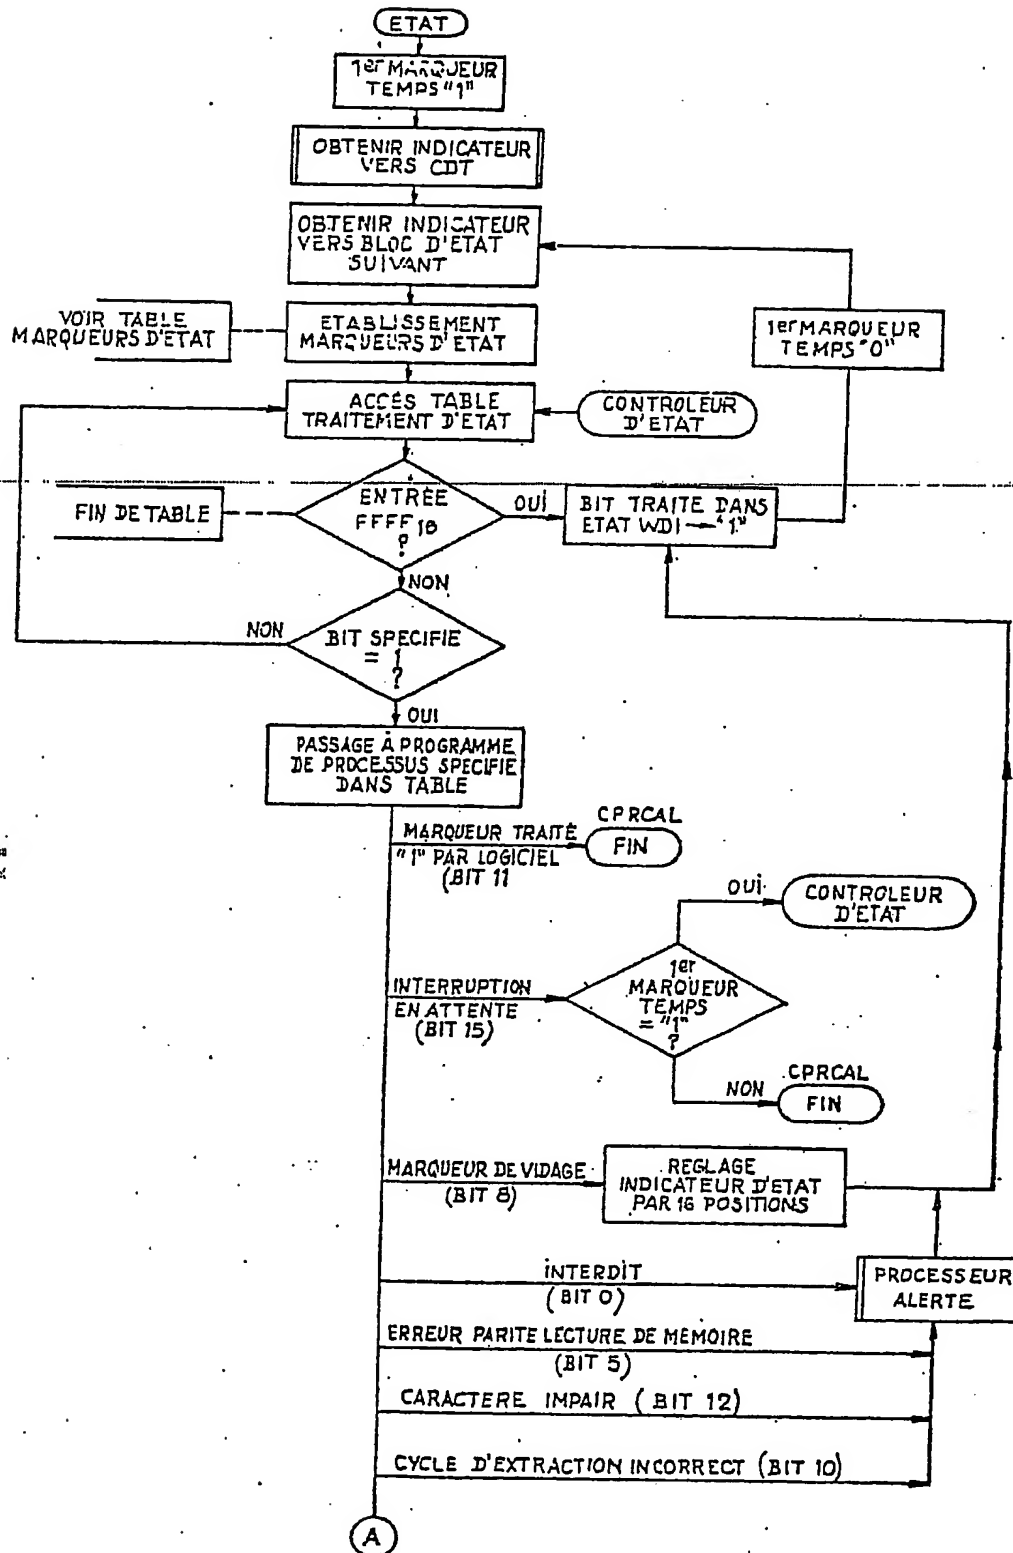 ETAT
1er MARQUEUR
TEMPS "1"
OBTENIR INDICATEUR
VERS CDT
OBTENIR INDICATEUR
VERS BLOC D'ETAT
SUIVANT
VOIR TABLE
MARQUEURS D'ETAT
ETABLISSEMENT
MARQUEURS D'ETAT
1er MARQUEUR
TEMPS "0"
ACCÈS TABLE
TRAITEMENT D'ETAT
CONTROLEUR
D'ETAT
FIN DE TABLE
ENTRÉE
FFFF 16
?
OUI
BIT TRAITE DANS
ETAT WDI → "1"
NON
NON
BIT SPECIFIE
= 1
?
OUI
PASSAGE À PROGRAMME
DE PROCESSUS SPECIFIE
DANS TABLE
MARQUEUR TRAITÉ
"1" PAR LOGICIEL
(BIT 11
CPRCAL
FIN
OUI
CONTROLEUR
D'ETAT
INTERRUPTION
EN ATTENTE
(BIT 15)
1er
MARQUEUR
TEMPS
= "1"
?
NON
CPRCAL
FIN
MARQUEUR DE VIDAGE
(BIT 8)
REGLAGE
INDICATEUR D'ETAT
PAR 16 POSITIONS
INTERDIT
(BIT 0)
PROCESSEUR
ALERTE
ERREUR PARITE LECTURE DE MEMOIRE
(BIT 5)
CARACTERE IMPAIR (BIT 12)
CYCLE D'EXTRACTION INCORRECT (BIT 10)
A